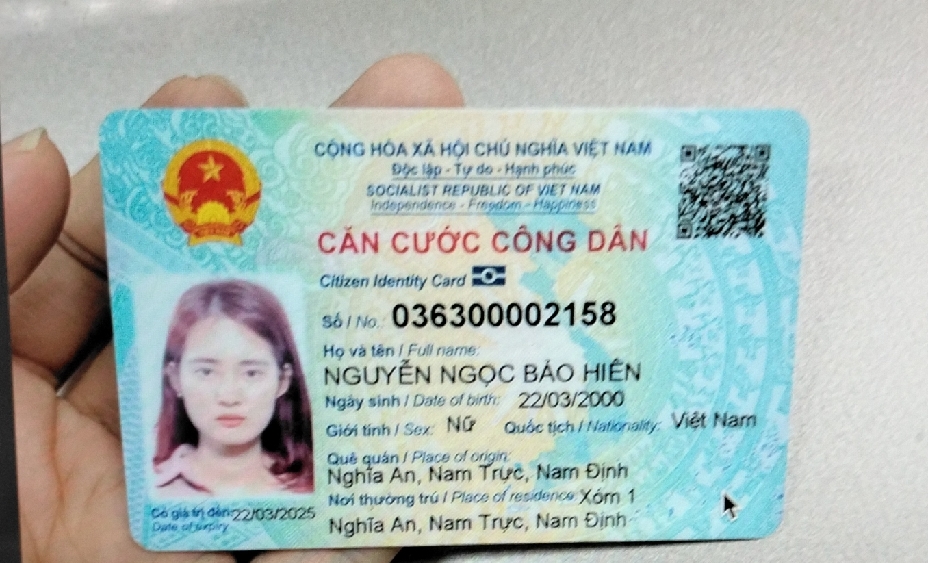 CỘNG HÒA XÃ HỘI CHỦ NGHĨA VIỆT NAM
Độc lập - Tự do - Hạnh phúc
SOCIALIST REPUBLIC OF VIET NAM
Independence - Freedom - Happiness
CĂN CƯỚC CÔNG DÂN
Citizen Identity Card
Số / No.: 036300002158
Họ và tên / Full name:
NGUYỄN NGỌC BẢO HIÊN
Ngày sinh / Date of birth: 22/03/2000
Giới tính / Sex: Nữ Quốc tịch / Nationality: Việt Nam
Quê quán / Place of origin:
Nghĩa An, Nam Trực, Nam Định
Nơi thường trú / Place of residence: Xóm 1
Nghĩa An, Nam Trực, Nam Định
Có giá trị đến: 22/03/2025
Date of expiry